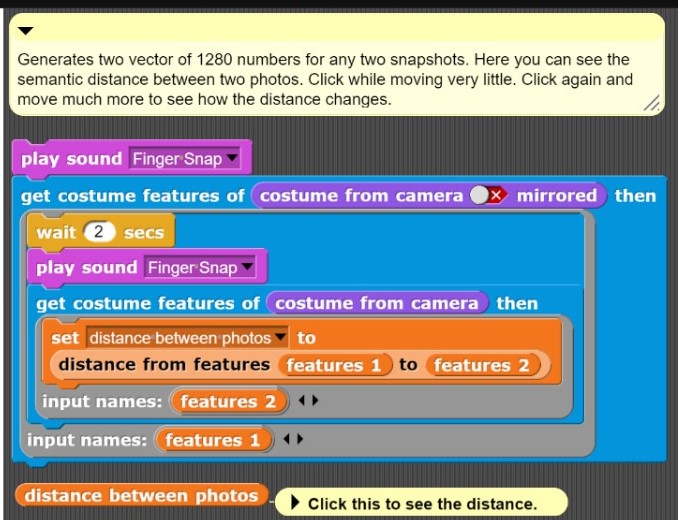 Generates two vector of 1280 numbers for any two snapshots. Here you can see the
semantic distance between two photos. Click while moving very little. Click again and
move much more to see how the distance changes.
play sound Finger Snap
get costume features of costume from camera mirrored then
wait 2 secs
play sound Finger Snap
get costume features of costume from camera then
set distance between photos to
distance from features features 1 to features 2
input names: features 2
input names: features 1
distance between photos Click this to see the distance.